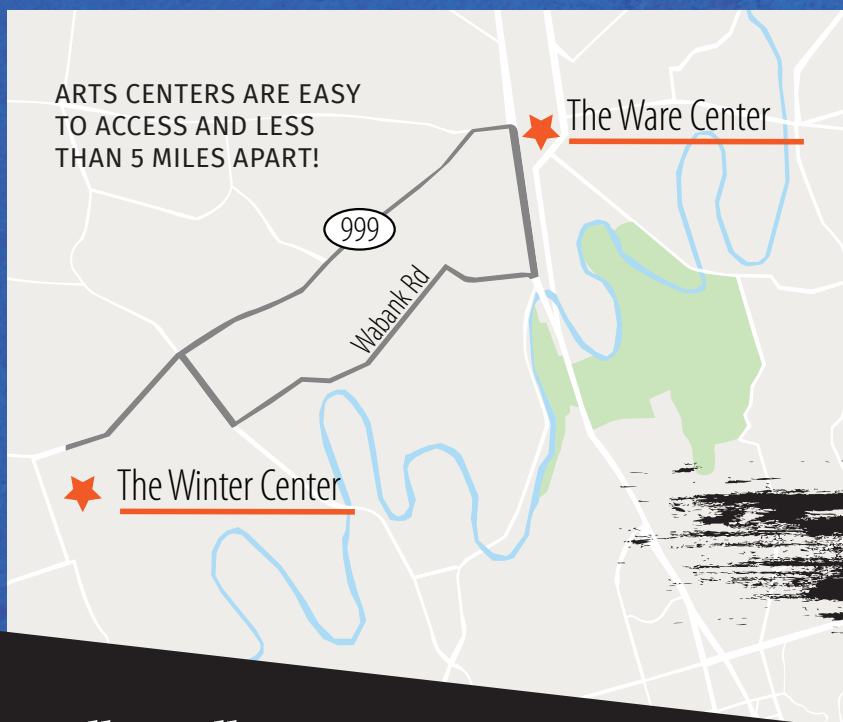 ARTS CENTERS ARE EASY
TO ACCESS AND LESS
THAN 5 MILES APART!
The Ware Center
999
Wabank Rd
The Winter Center